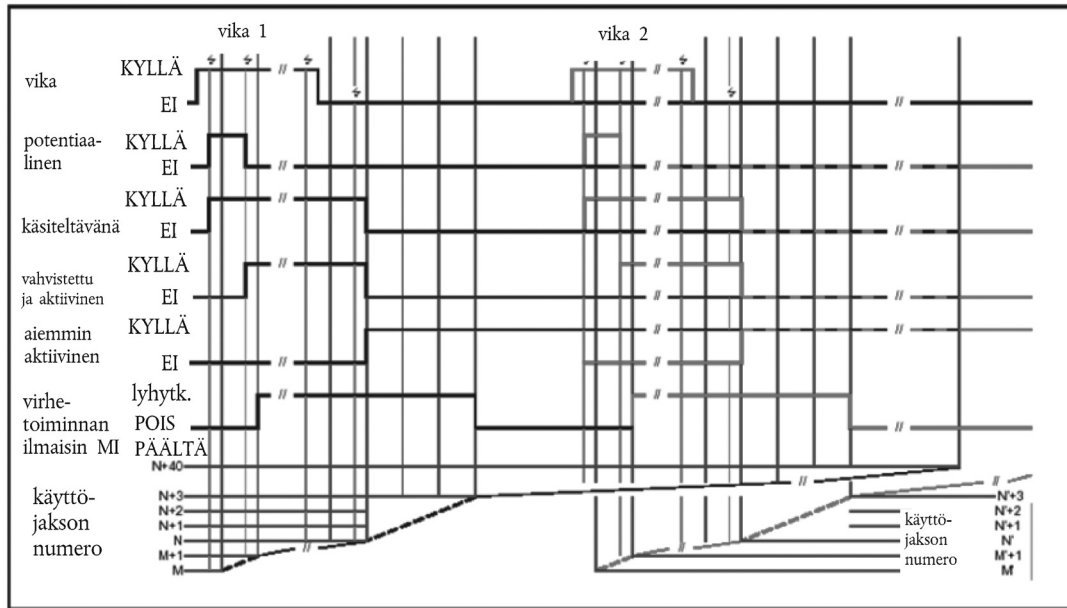 vika 1
vika 2
vika
KYLLÄ
EI
potentiaa-
linen
KYLLÄ
EI
käsiteltävänä
KYLLÄ
EI
vahvistettu
ja aktiivinen
KYLLÄ
EI
aiemmin
aktiivinen
KYLLÄ
EI
virhe-
toiminnan
ilmaisin MI
lyhytk.
POIS
PÄÄLTÄ
käyttö-
jakson
numero
N+40
N+3
N+2
N+1
N
M+1
M
käyttö-
jakson
numero
N'+3
N'+2
N'+1
N'
M'+1
M'